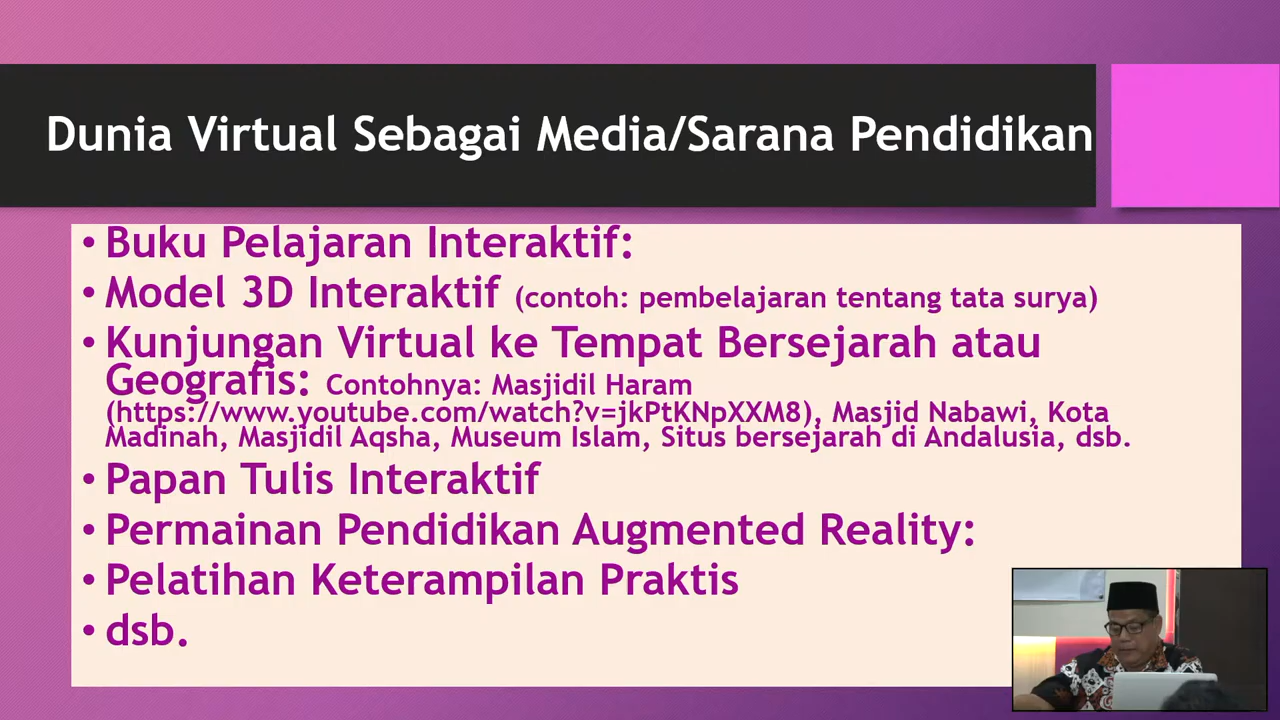 Dunia Virtual Sebagai Media/Sarana Pendidikan
• Buku Pelajaran Interaktif:
• Model 3D Interaktif (contoh: pembelajaran tentang tata surya)
• Kunjungan Virtual ke Tempat Bersejarah atau
Geografis: Contohnya: Masjidil Haram
(https://www.youtube.com/watch?v=jkPtKNpXXM8), Masjid Nabawi, Kota
Madinah, Masjidil Aqsha, Museum Islam, Situs bersejarah di Andalusia, dsb.
• Papan Tulis Interaktif
• Permainan Pendidikan Augmented Reality:
• Pelatihan Keterampilan Praktis
• dsb.